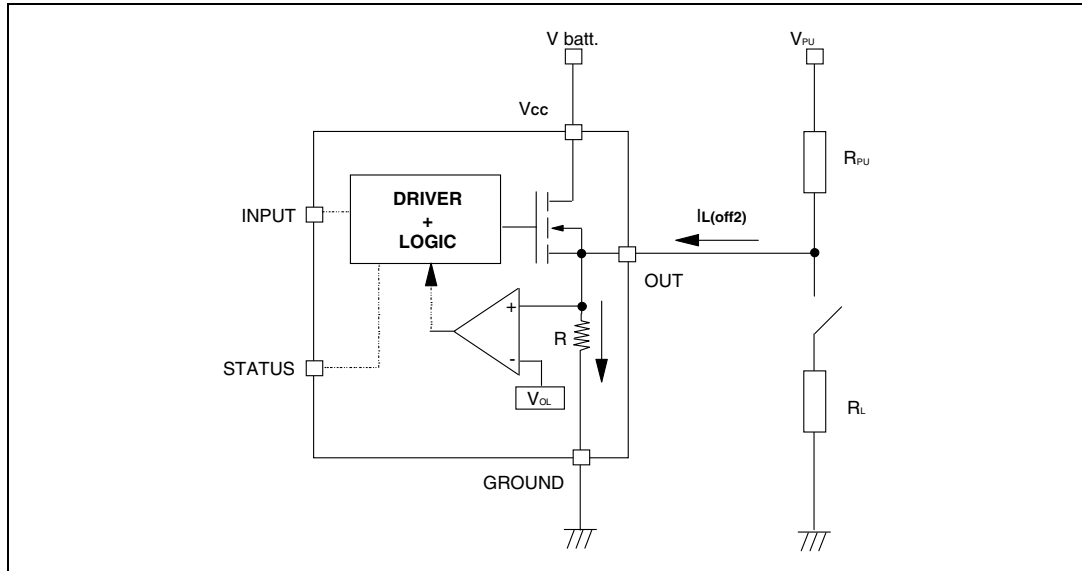 V batt.
VPU
Vcc
RPU
DRIVER
+
LOGIC
INPUT
IL(off2)
OUT
+
R
-
STATUS
VOL
RL
GROUND